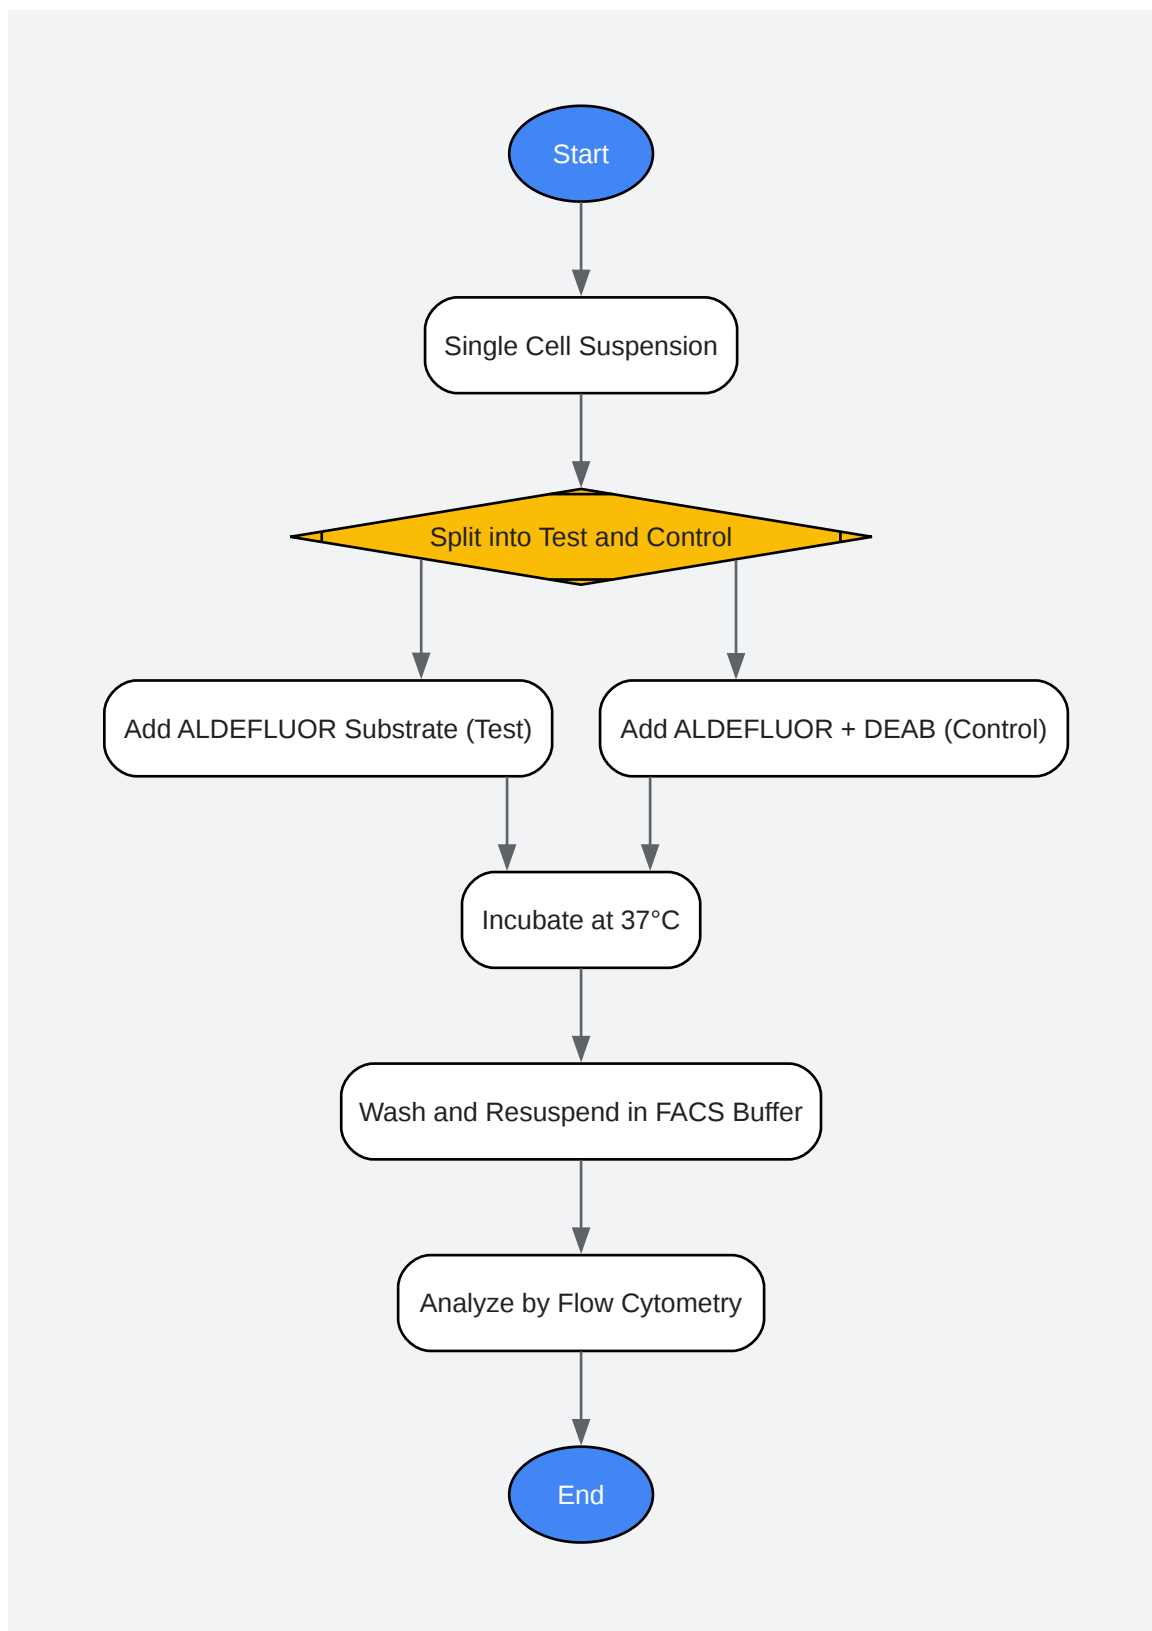 Start
Single Cell Suspension
Split into Test and Control
Add ALDEFLUOR Substrate (Test)
Add ALDEFLUOR + DEAB (Control)
Incubate at 37°C
Wash and Resuspend in FACS Buffer
Analyze by Flow Cytometry
End